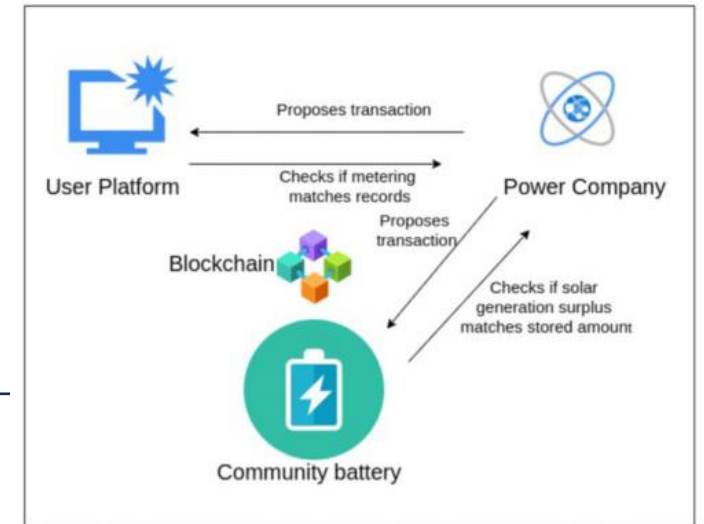 Proposes transaction
User Platform
Checks if metering
matches records
Power Company
Proposes
transaction
Blockchain
Checks if solar
generation surplus
matches stored amount
Community battery